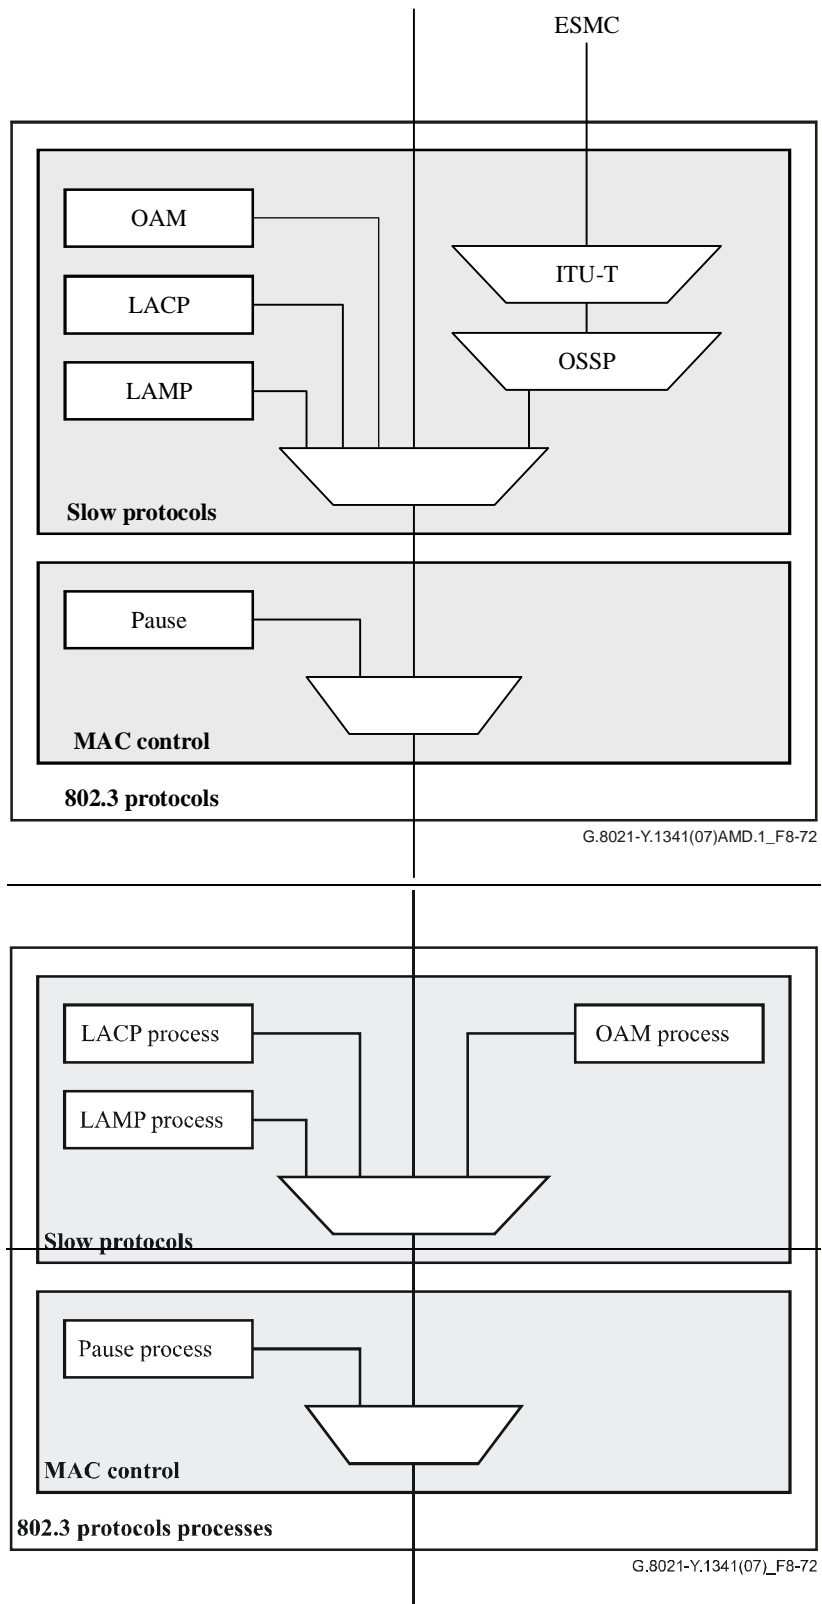 ESMC
OAM
ITU-T
LACP
OSSP
LAMP
Slow protocols
Pause
MAC control
802.3 protocols
G.8021-Y.1341(07)AMD.1_F8-72
LACP process
OAM process
LAMP process
Slow protocols
Pause process
MAC control
802.3 protocols processes
G.8021-Y.1341(07)_F8-72